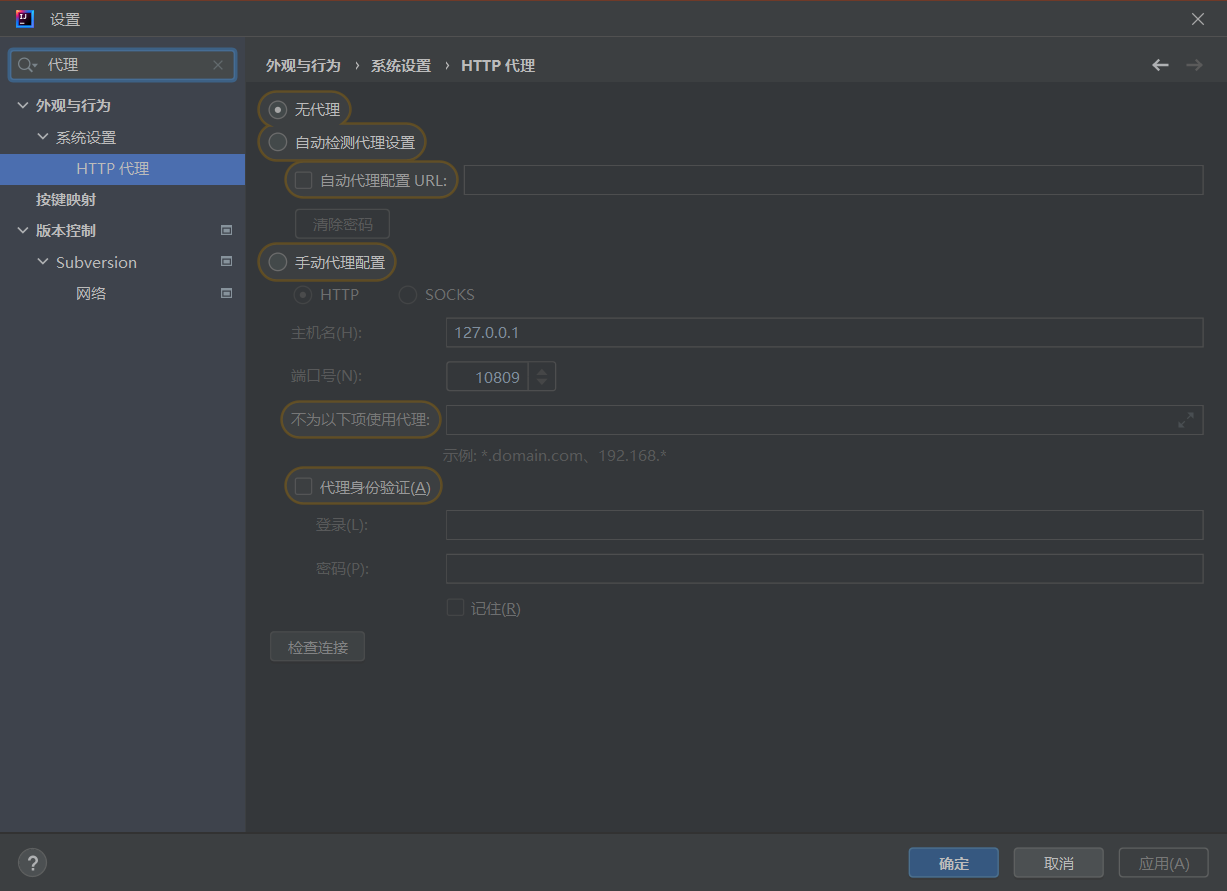 设置
代理
外观与行为
系统设置
HTTP 代理
按键映射
版本控制
Subversion
网络
外观与行为 › 系统设置 › HTTP 代理
无代理
自动检测代理设置
自动代理配置 URL:
清除密码
手动代理配置
HTTP SOCKS
主机名(H): 127.0.0.1
端口号(N): 10809
不为以下项使用代理:
示例: *.domain.com、192.168.*
代理身份验证(A)
登录(L):
密码(P):
记住(R)
检查连接
? 确定 取消 应用(A)